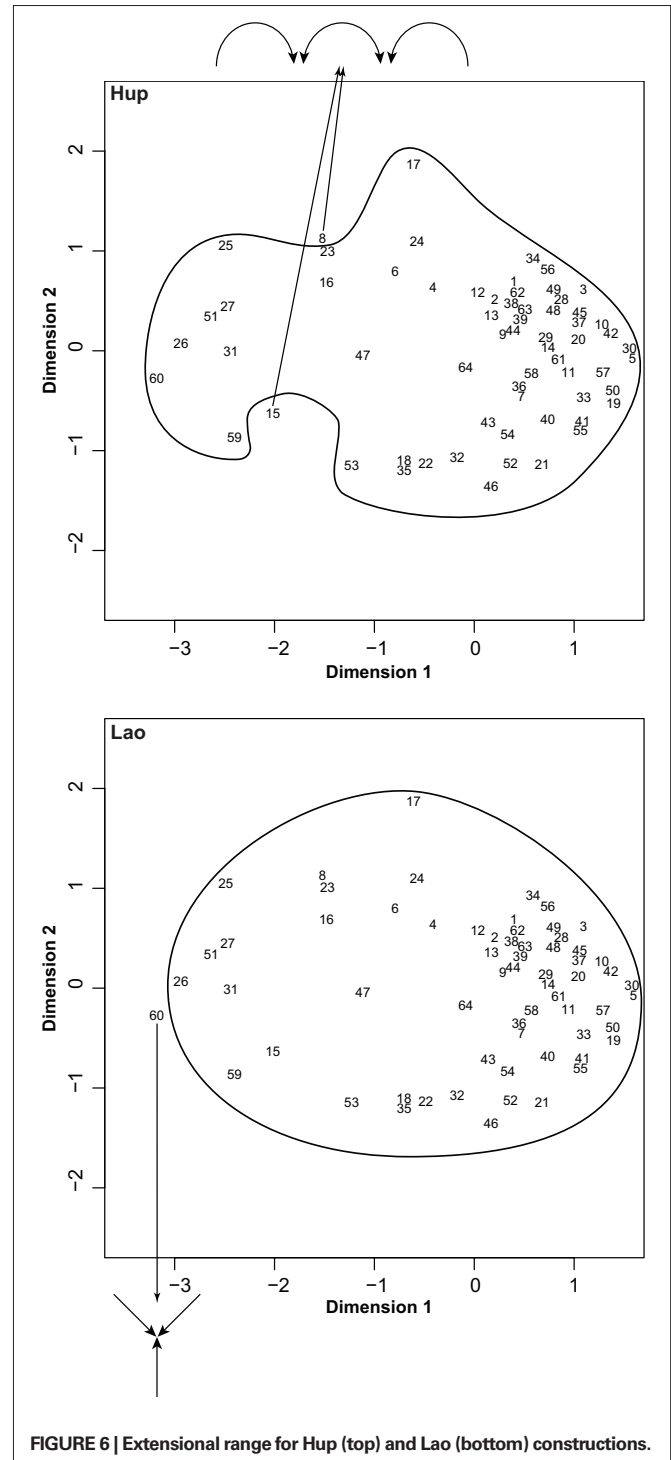 Hup
17
2
25 8 24
1
23 34
56
6
16 4 1 49 3
12 62 28
27 2 38 63 48 45
51 13 39 37 10
9 44 42
26 29 20
0
31 47 14 30
61 5
60 64 58 11 57
36 40
7 33 19
15
43 68 41
59 54 55
−1
53 18 22 32 52 21
35
46
−2
Dimension 2
−3 −2 −1 0 1
Dimension 1
Lao
17
2
25 8 24
1
23 34
56
6
16 4 1 49 3
12 62 28
27 2 38 63 48 45
51 13 39 37 10
9 44 42
26 29 20
0
31 47 14 30
61 5
60 64 58 11 57
36 40
7 33 19
15
43 68 41
59 54 55
−1
53 18 22 32 52 21
35
46
−2
Dimension 2
−3 −2 −1 0 1
Dimension 1
FIGURE 6 | Extensional range for Hup (top) and Lao (bottom) constructions.